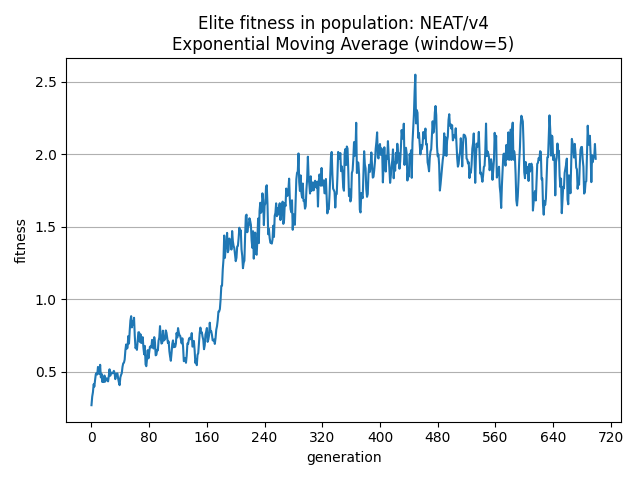 Elite fitness in population: NEAT/v4
Exponential Moving Average (window=5)
2.5
2.0
1.5
1.0
0.5
fitness
0 80 160 240 320 400 480 560 640 720
generation